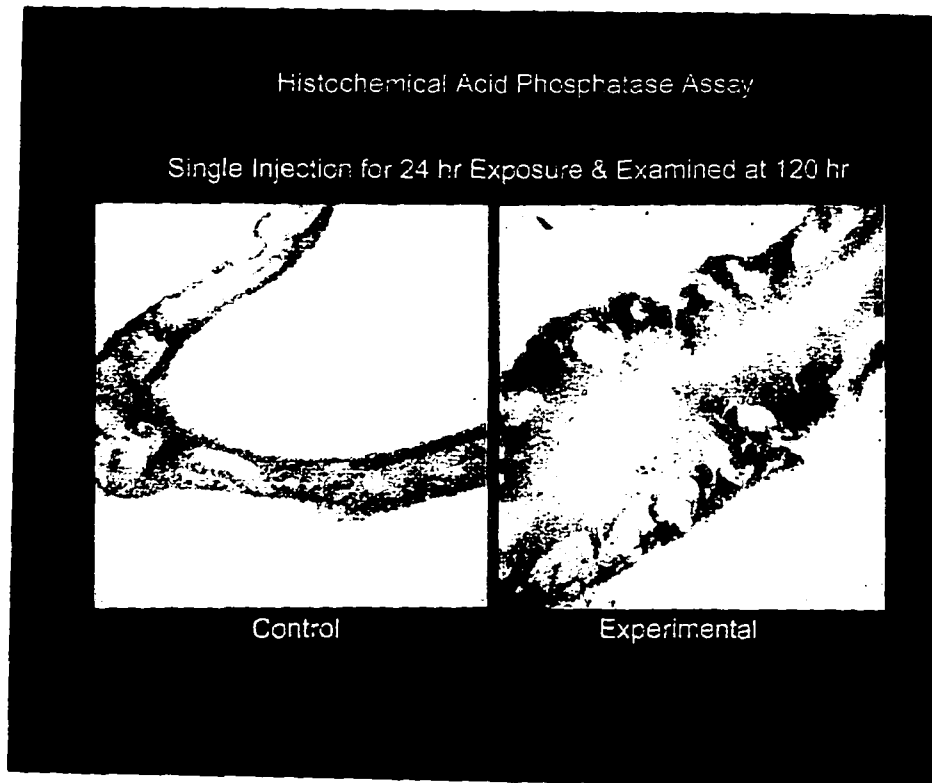 Histochemical Acid Phosphatase Assay
Single Injection for 24 hr Exposure & Examined at 120 hr
Control
Experimental